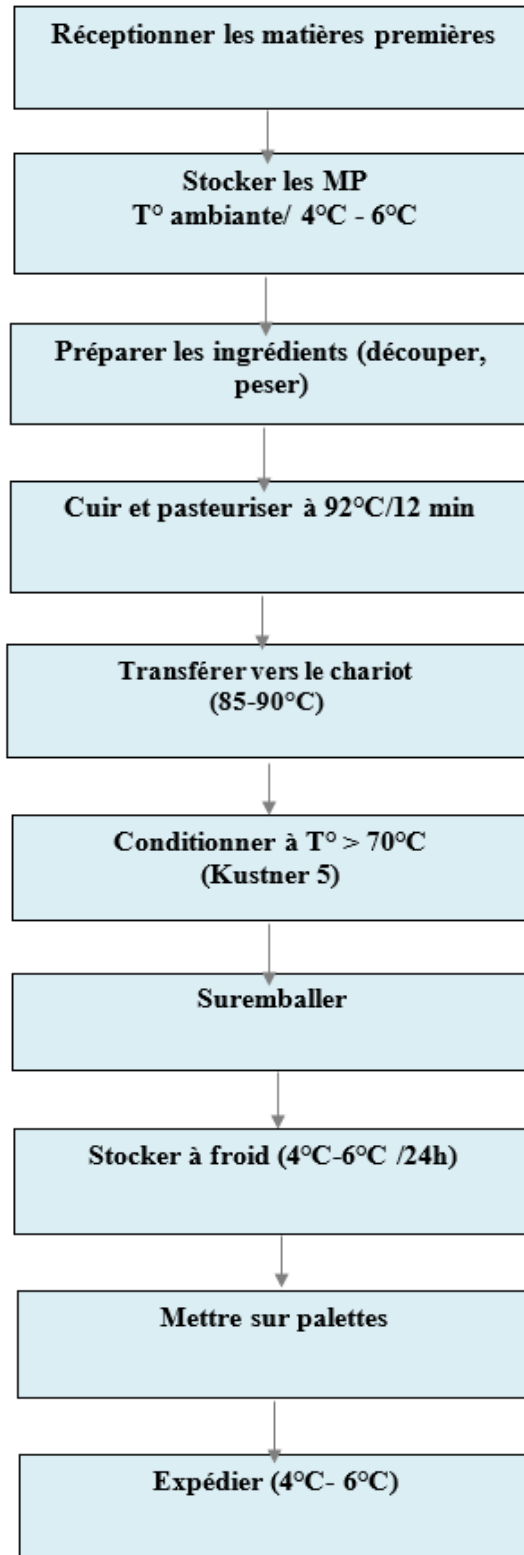 Réceptionner les matières premières
Stocker les MP
T° ambiante/ 4°C - 6°C
Préparer les ingrédients (découper,
peser)
Cuir et pasteuriser à 92°C/12 min
Transférer vers le chariot
(85-90°C)
Conditionner à T° > 70°C
(Kustner 5)
Suremballer
Stocker à froid (4°C-6°C /24h)
Mettre sur palettes
Expédier (4°C- 6°C)